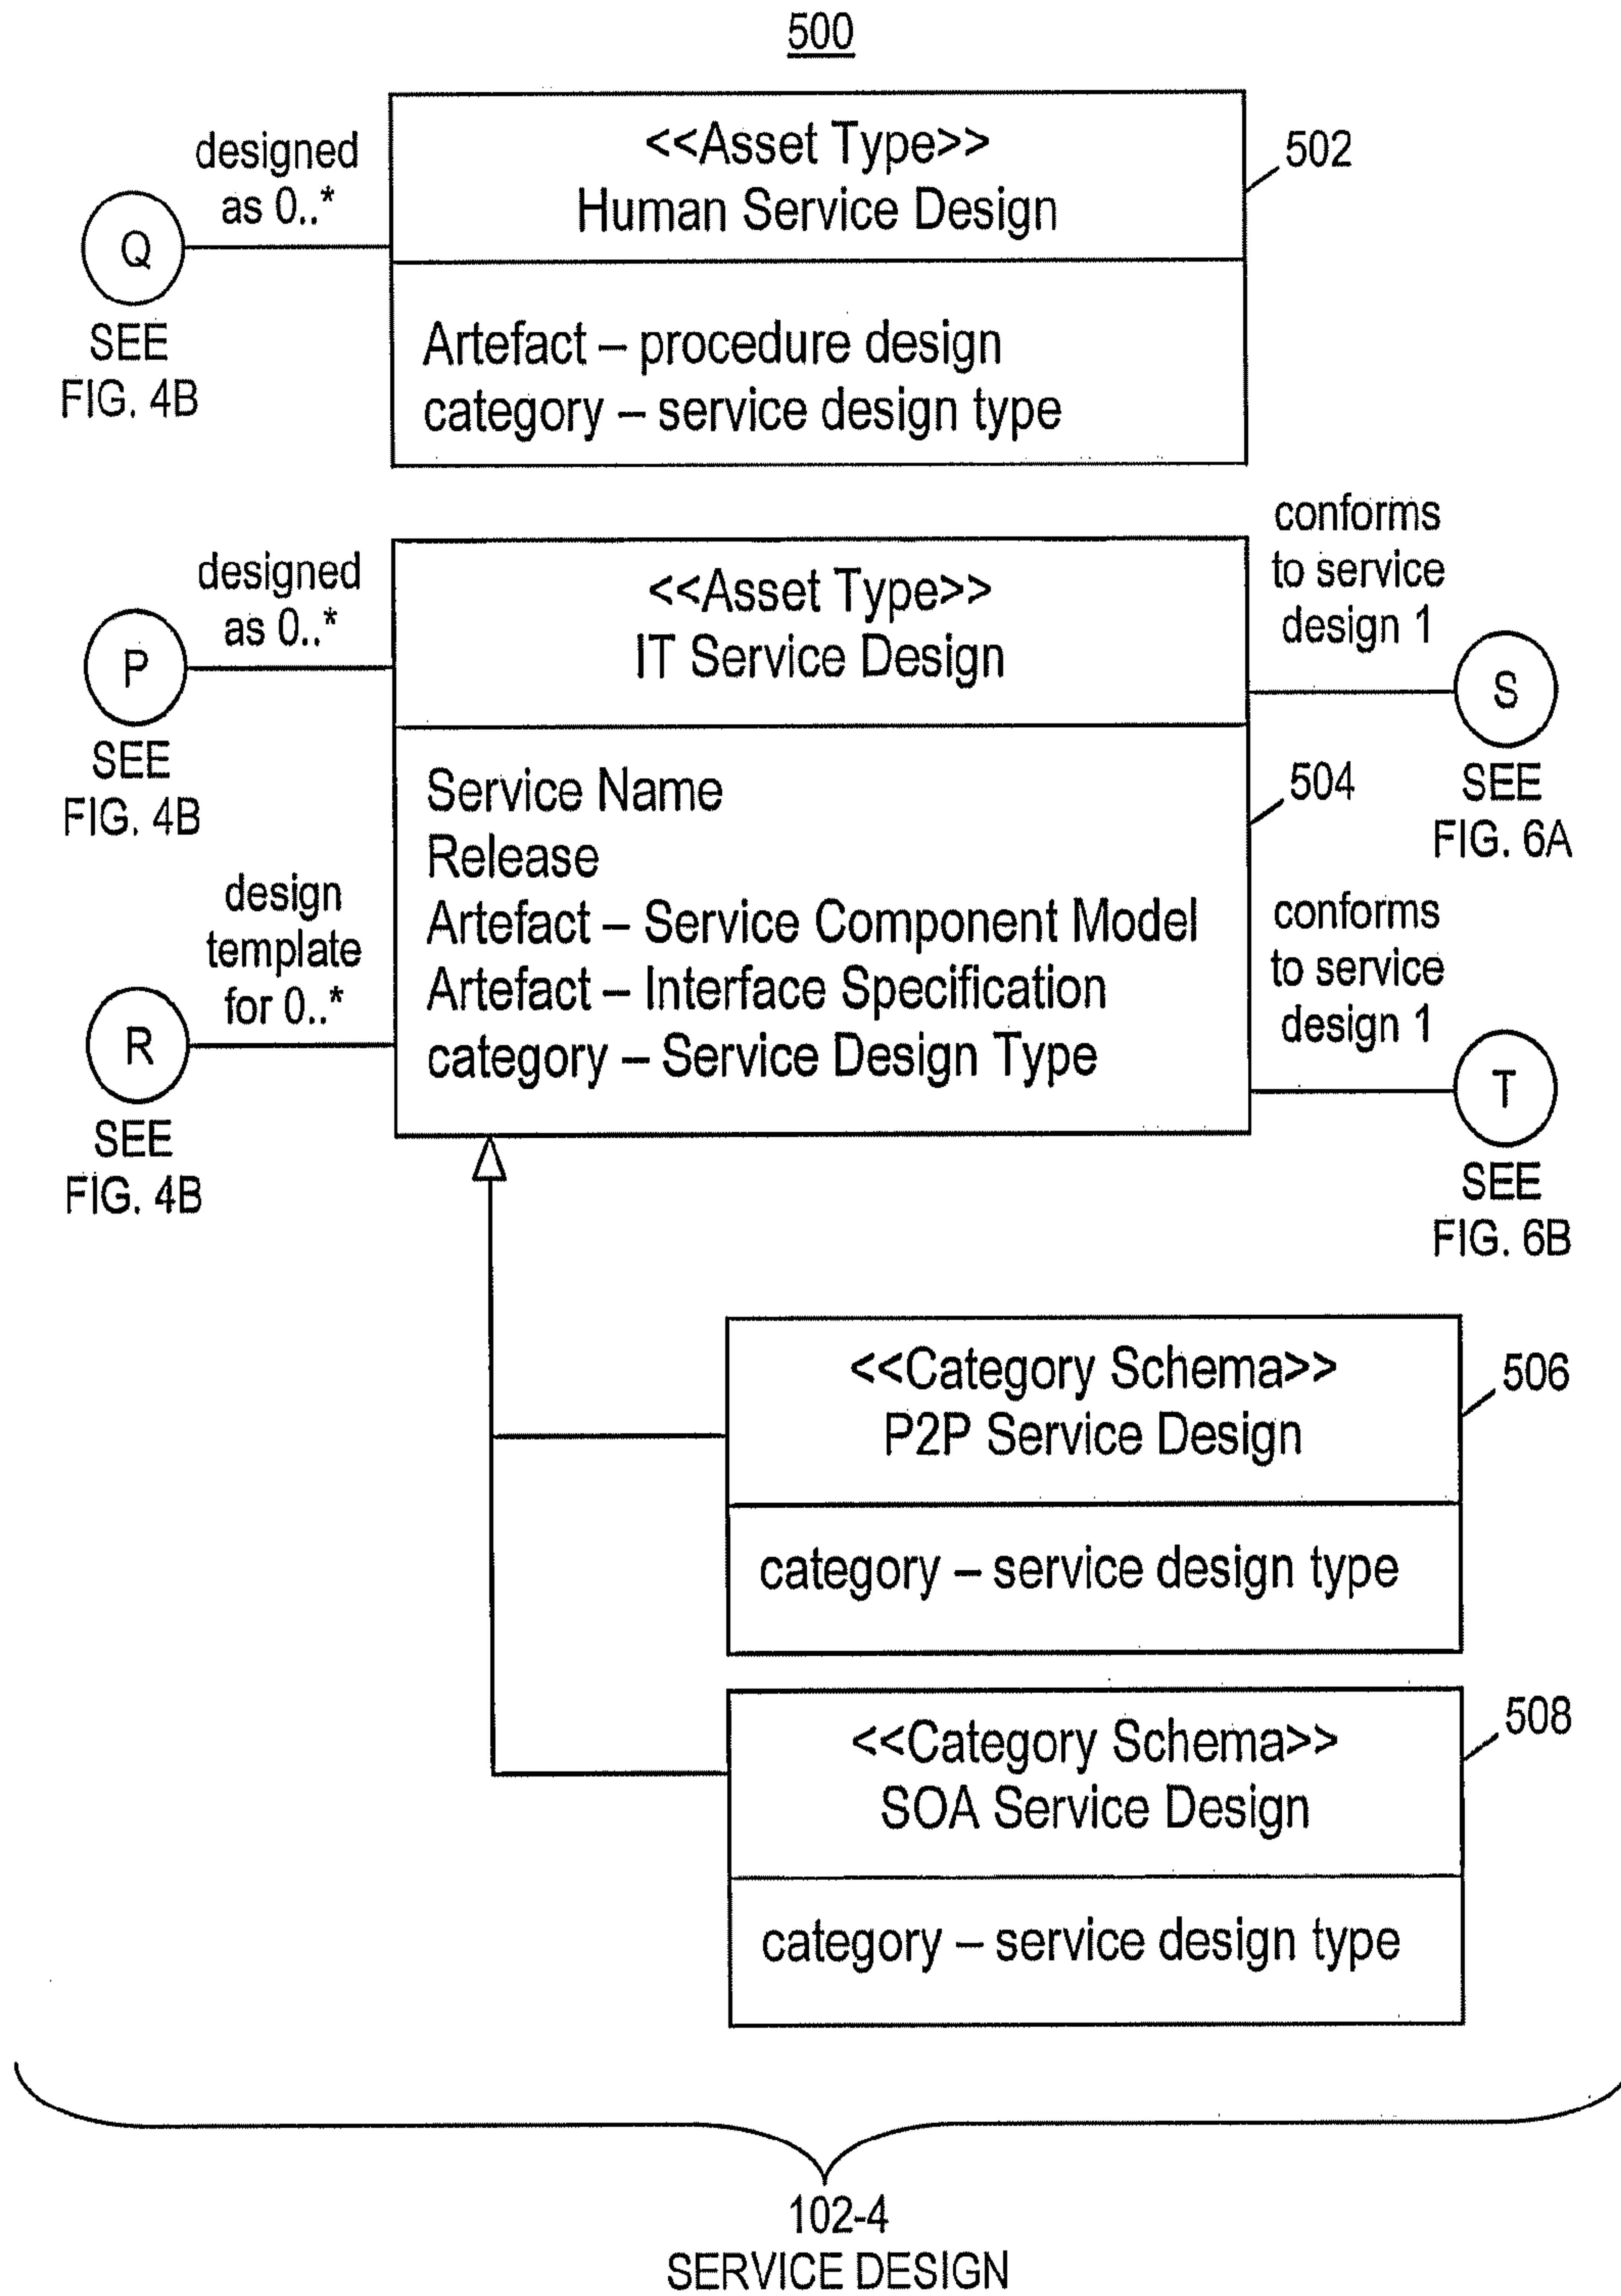 500
designed
as 0..*
Q
SEE
FIG. 4B
<<Asset Type>>
Human Service Design
502
Artefact – procedure design
category – service design type
designed
as 0..*
P
SEE
FIG. 4B
design
template
for 0..*
R
SEE
FIG. 4B
<<Asset Type>>
IT Service Design
Service Name
Release
Artefact – Service Component Model
Artefact – Interface Specification
category – Service Design Type
conforms
to service
design 1
S
SEE
FIG. 6A
504
conforms
to service
design 1
T
SEE
FIG. 6B
<<Category Schema>>
P2P Service Design
506
category – service design type
<<Category Schema>>
SOA Service Design
508
category – service design type
102-4
SERVICE DESIGN